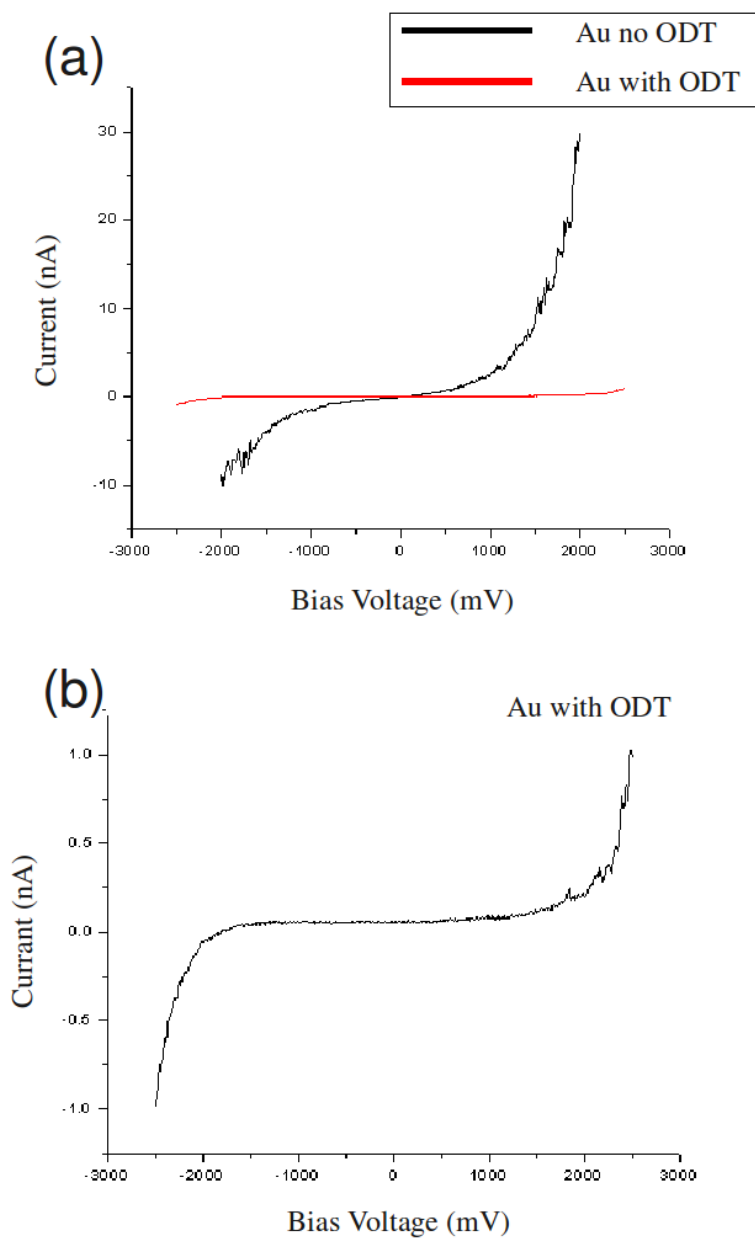 (a)
Au no ODT
Au with ODT
30
20
10
0
-10
Current (nA)
-3000 -2000 -1000 0 1000 2000 3000
Bias Voltage (mV)
(b)
Au with ODT
1.0
0.5
0.0
-0.5
-1.0
Currant (nA)
-3000 -2000 -1000 0 1000 2000 3000
Bias Voltage (mV)